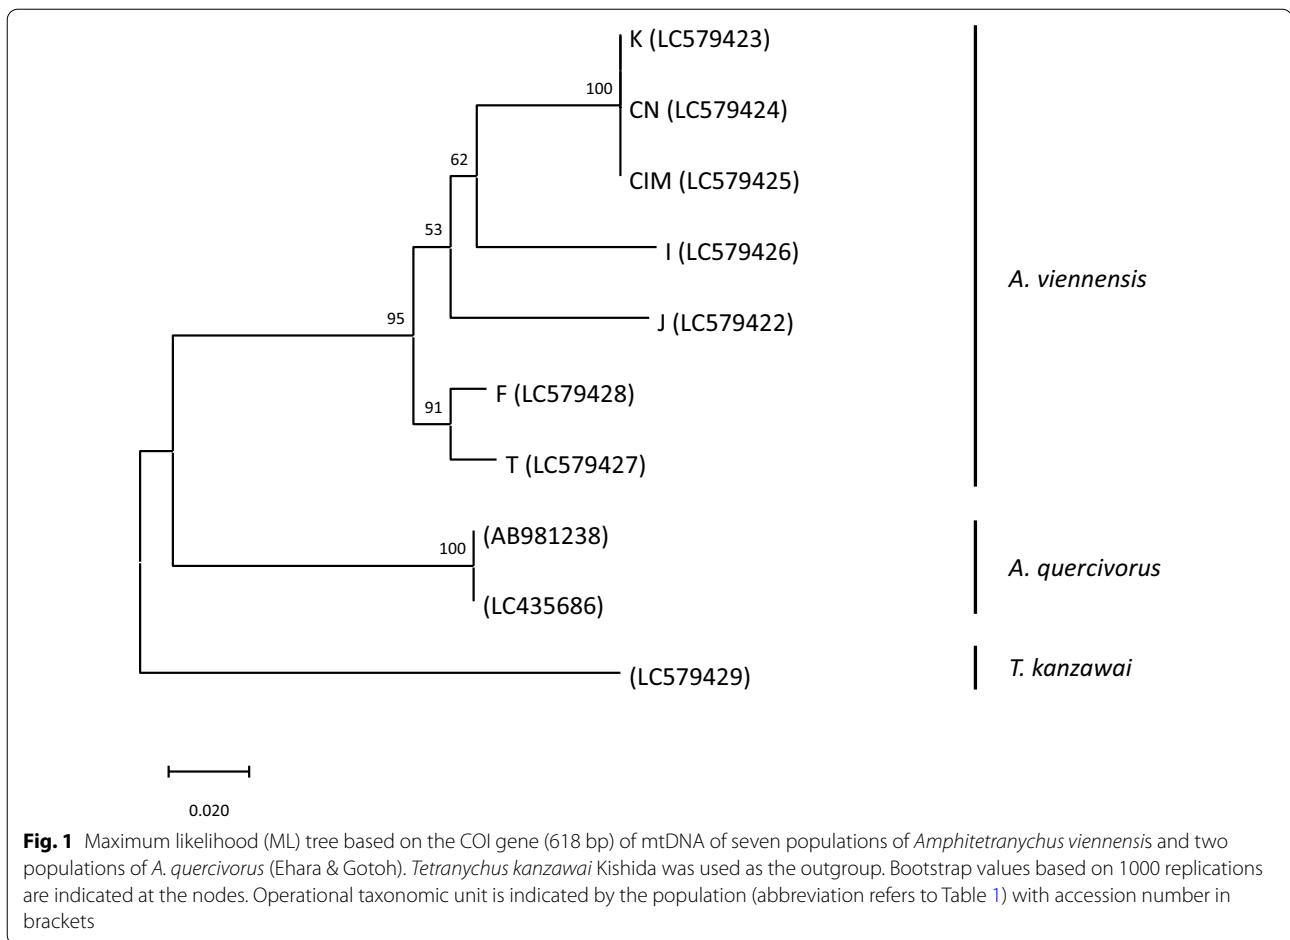 K (LC579423)
100
CN (LC579424)
62
CIM (LC579425)
53
I (LC579426)
A. viennensis
95
J (LC579422)
F (LC579428)
91
T (LC579427)
(AB981238)
100
A. quercivorus
(LC435686)
T. kanzawai
(LC579429)
0.020
Fig. 1 Maximum likelihood (ML) tree based on the COI gene (618 bp) of mtDNA of seven populations of Amphitetranychus viennensis and two
populations of A. quercivorus (Ehara & Gotoh). Tetranychus kanzawai Kishida was used as the outgroup. Bootstrap values based on 1000 replications
are indicated at the nodes. Operational taxonomic unit is indicated by the population (abbreviation refers to Table 1) with accession number in
brackets